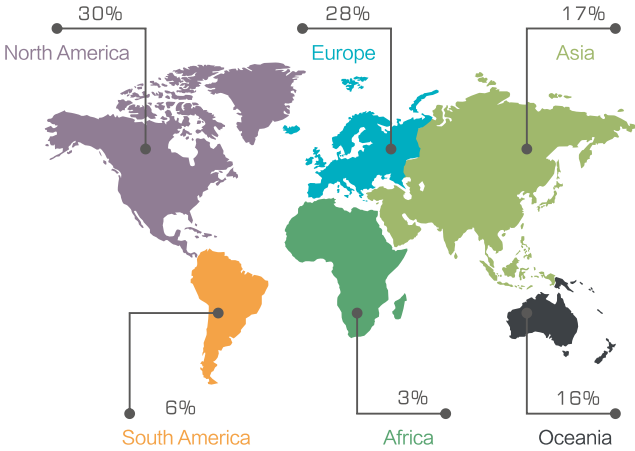 30%
North America
28%
Europe
17%
Asia
6%
South America
3%
Africa
16%
Oceania